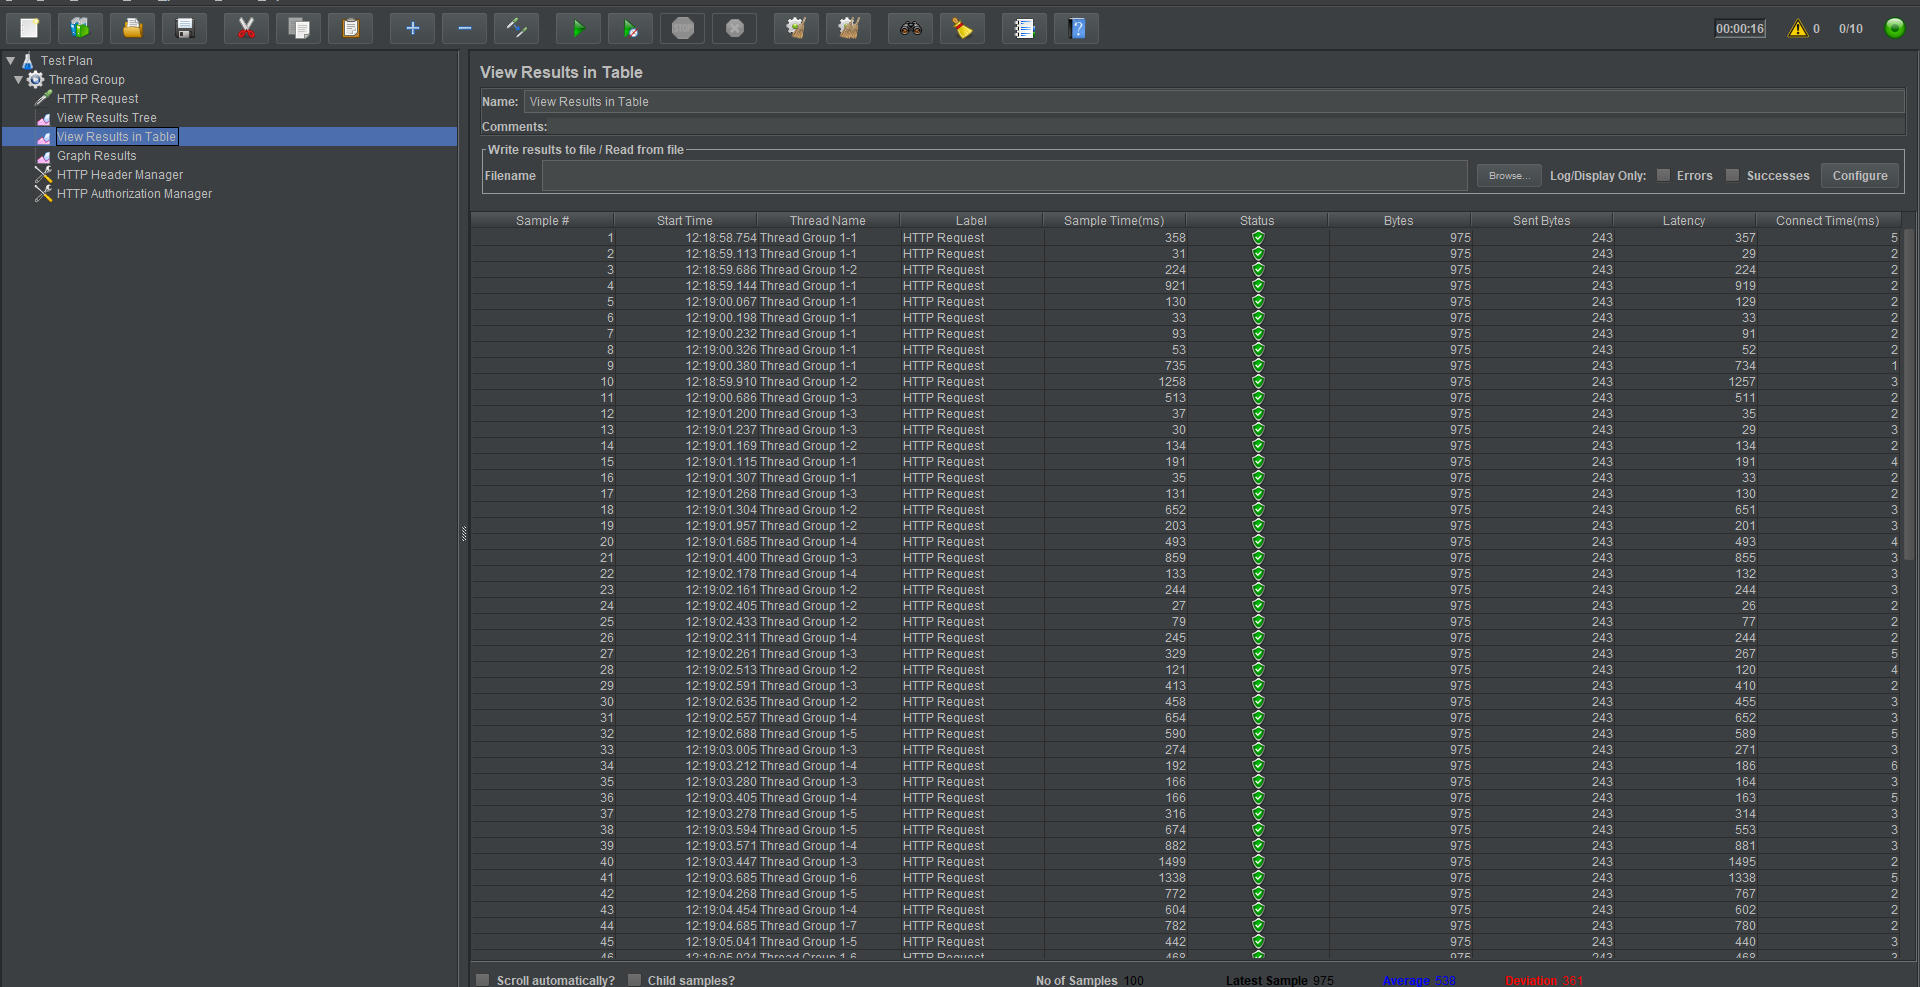 STOP
00:00:16
0
0/10
Test Plan
Thread Group
HTTP Request
View Results Tree
View Results in Table
Graph Results
HTTP Header Manager
HTTP Authorization Manager
View Results in Table
Name: View Results in Table
Comments:
Write results to file / Read from file
Filename Browse... Log/Display Only: Errors Successes Configure
Sample # Start Time Thread Name Label Sample Time(ms) Status Bytes Sent Bytes Latency Connect Time(ms)
1 12:18:58.754 Thread Group 1-1 HTTP Request 358 975 243 357 5
2 12:18:59.113 Thread Group 1-1 HTTP Request 31 975 243 29 2
3 12:18:59.686 Thread Group 1-2 HTTP Request 224 975 243 224 2
4 12:18:59.144 Thread Group 1-1 HTTP Request 921 975 243 919 2
5 12:19:00.067 Thread Group 1-1 HTTP Request 130 975 243 129 2
6 12:19:00.198 Thread Group 1-1 HTTP Request 33 975 243 33 2
7 12:19:00.232 Thread Group 1-1 HTTP Request 93 975 243 91 2
8 12:19:00.326 Thread Group 1-1 HTTP Request 53 975 243 52 2
9 12:19:00.380 Thread Group 1-1 HTTP Request 735 975 243 734 1
10 12:18:59.910 Thread Group 1-2 HTTP Request 1258 975 243 1257 3
11 12:19:00.686 Thread Group 1-3 HTTP Request 513 975 243 511 2
12 12:19:01.200 Thread Group 1-3 HTTP Request 37 975 243 35 2
13 12:19:01.237 Thread Group 1-3 HTTP Request 30 975 243 29 3
14 12:19:01.169 Thread Group 1-2 HTTP Request 134 975 243 134 2
15 12:19:01.115 Thread Group 1-1 HTTP Request 191 975 243 191 4
16 12:19:01.307 Thread Group 1-1 HTTP Request 35 975 243 33 2
17 12:19:01.268 Thread Group 1-3 HTTP Request 131 975 243 130 2
18 12:19:01.304 Thread Group 1-2 HTTP Request 652 975 243 651 3
19 12:19:01.957 Thread Group 1-2 HTTP Request 203 975 243 201 3
20 12:19:01.685 Thread Group 1-4 HTTP Request 493 975 243 493 4
21 12:19:01.400 Thread Group 1-3 HTTP Request 859 975 243 855 3
22 12:19:02.178 Thread Group 1-4 HTTP Request 133 975 243 132 3
23 12:19:02.161 Thread Group 1-2 HTTP Request 244 975 243 244 3
24 12:19:02.405 Thread Group 1-2 HTTP Request 27 975 243 26 2
25 12:19:02.433 Thread Group 1-2 HTTP Request 79 975 243 77 2
26 12:19:02.311 Thread Group 1-4 HTTP Request 245 975 243 244 2
27 12:19:02.261 Thread Group 1-3 HTTP Request 329 975 243 267 5
28 12:19:02.513 Thread Group 1-2 HTTP Request 121 975 243 120 4
29 12:19:02.591 Thread Group 1-3 HTTP Request 413 975 243 410 2
30 12:19:02.635 Thread Group 1-2 HTTP Request 458 975 243 455 3
31 12:19:02.557 Thread Group 1-4 HTTP Request 654 975 243 652 3
32 12:19:02.688 Thread Group 1-5 HTTP Request 590 975 243 589 5
33 12:19:03.005 Thread Group 1-3 HTTP Request 274 975 243 271 3
34 12:19:03.212 Thread Group 1-4 HTTP Request 192 975 243 186 6
35 12:19:03.280 Thread Group 1-3 HTTP Request 166 975 243 164 3
36 12:19:03.405 Thread Group 1-4 HTTP Request 166 975 243 163 5
37 12:19:03.278 Thread Group 1-5 HTTP Request 316 975 243 314 3
38 12:19:03.594 Thread Group 1-5 HTTP Request 674 975 243 553 3
39 12:19:03.571 Thread Group 1-4 HTTP Request 882 975 243 881 3
40 12:19:03.447 Thread Group 1-3 HTTP Request 1499 975 243 1495 2
41 12:19:03.685 Thread Group 1-6 HTTP Request 1338 975 243 1338 5
42 12:19:04.268 Thread Group 1-5 HTTP Request 772 975 243 767 2
43 12:19:04.454 Thread Group 1-4 HTTP Request 604 975 243 602 2
44 12:19:04.685 Thread Group 1-7 HTTP Request 782 975 243 780 2
45 12:19:05.041 Thread Group 1-5 HTTP Request 442 975 243 440 3
46 12:19:05.024 Thread Group 1-6 HTTP Request 468 975 243 468 3
Scroll automatically? Child samples? No of Samples 100 Latest Sample 975 Average 538 Deviation 361